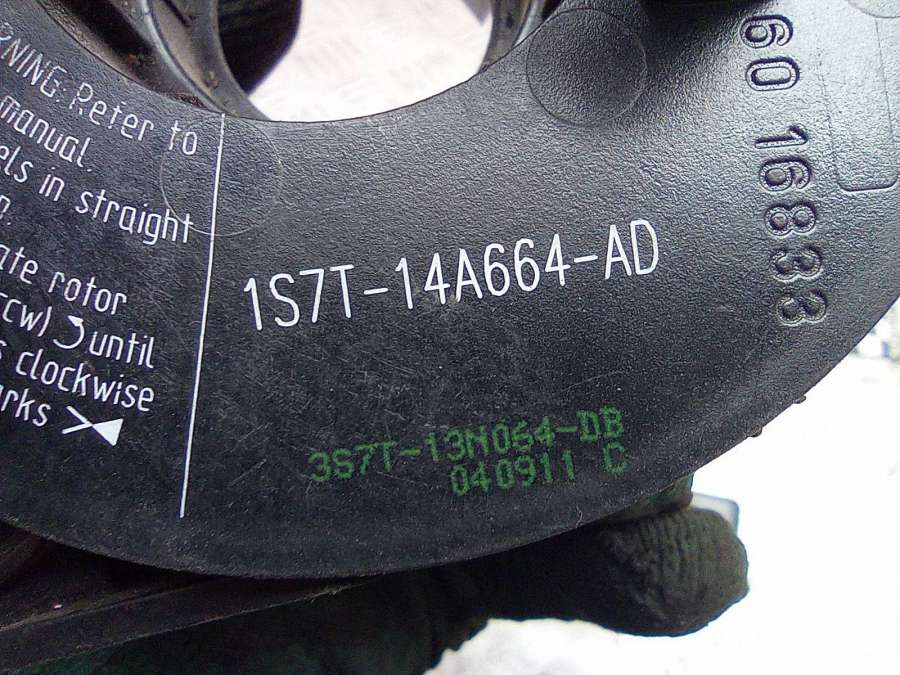 RNING: Refer to
manual.
els in straight
ate rotor
CCW) until
s clockwise
arks
1S7T-14A664-AD
3S7T-13N064-DB
040911 C
60 16833